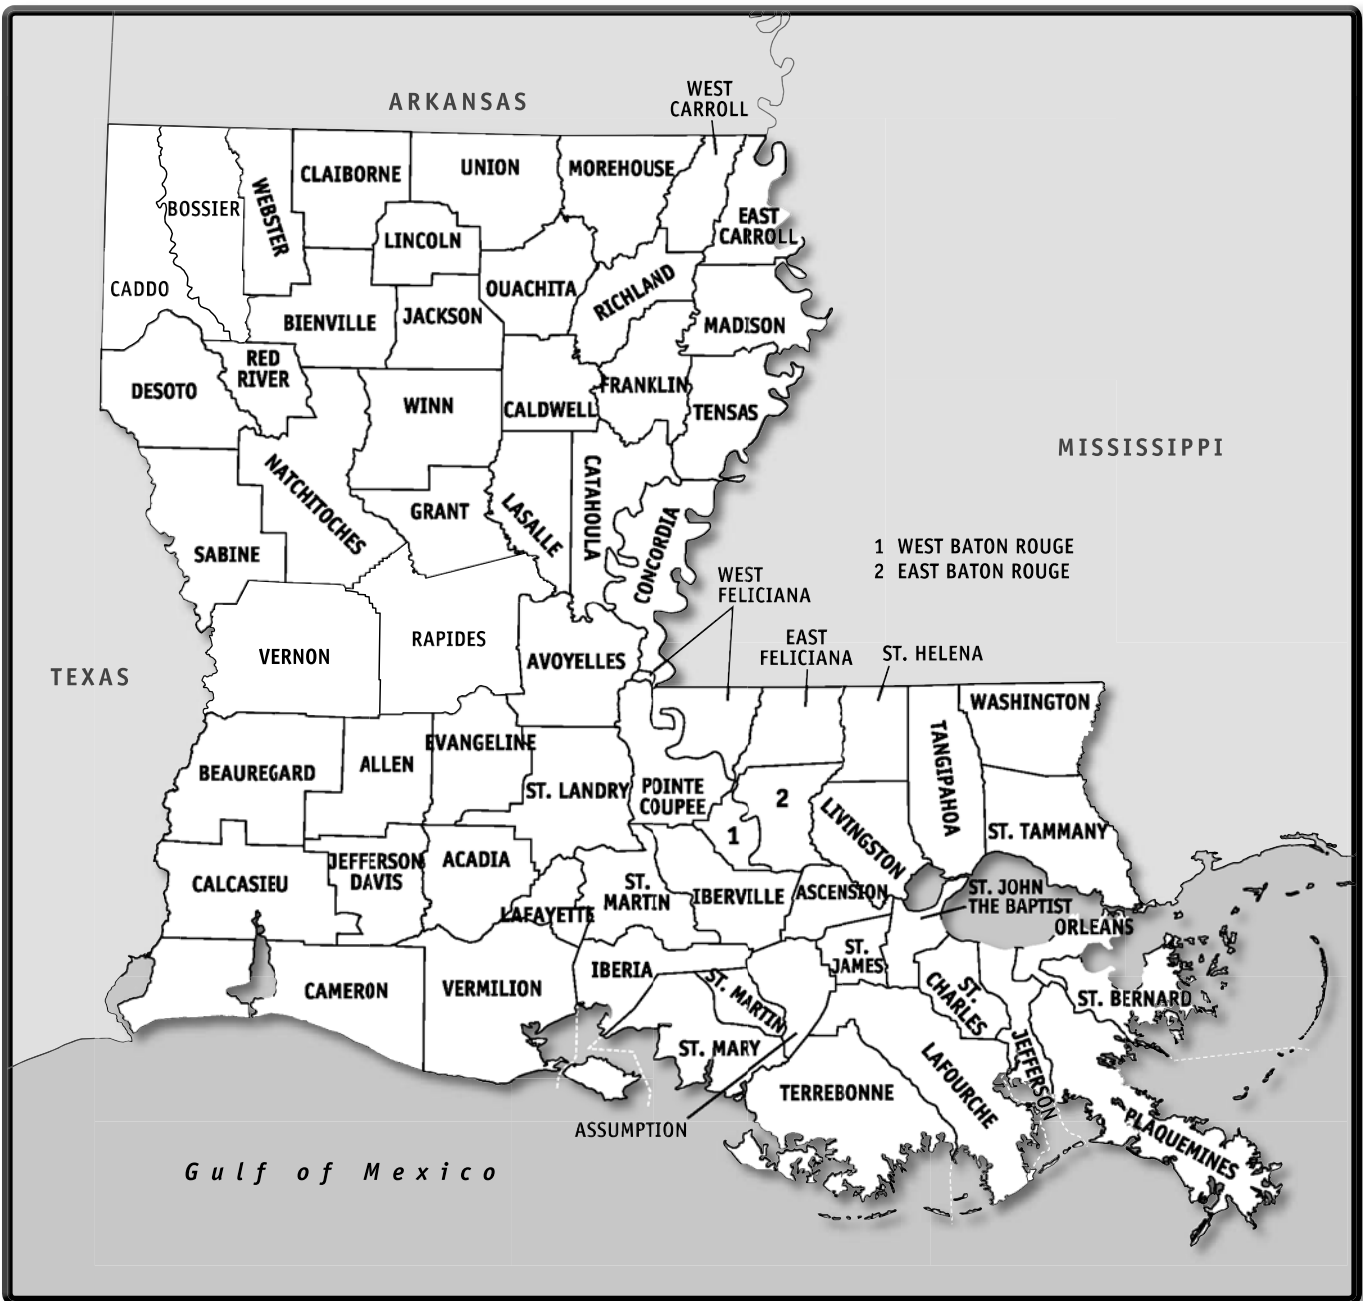 WEST
CARROLL
ARKANSAS
CLAIBORNE
UNION
MOREHOUSE
WEBSTER
BOSSIER
EAST
CARROLL
LINCOLN
CADDO
OUACHITA
RICHLAND
BIENVILLE
JACKSON
MADISON
RED
RIVER
DESOTO
WINN
CALDWELL
FRANKLIN
TENSAS
MISSISSIPPI
NATCHITOCHES
GRANT
LASALLE
CATAHOULA
CONCORDIA
SABINE
1 WEST BATON ROUGE
2 EAST BATON ROUGE
WEST
FELICIANA
EAST
FELICIANA
ST. HELENA
TEXAS
VERNON
RAPIDES
AVOYELLES
WASHINGTON
TANGIPAHOA
BEAUREGARD
ALLEN
EVANGELINE
ST. LANDRY
POINTE
COUPEE
2
1
LIVINGSTON
ST. TAMMANY
CALCASIEU
JEFFERSON
DAVIS
ACADIA
LAFAYETTE
ST.
MARTIN
IBERVILLE
ASCENSION
ST. JOHN
THE BAPTIST
ORLEANS
CAMERON
VERMILION
IBERIA
ST. MARTIN
ST.
JAMES
ST.
CHARLES
ST. BERNARD
ST. MARY
JEFFERSON
TERREBONNE
LAFOURCHE
PLAQUEMINES
ASSUMPTION
Gulf of Mexico